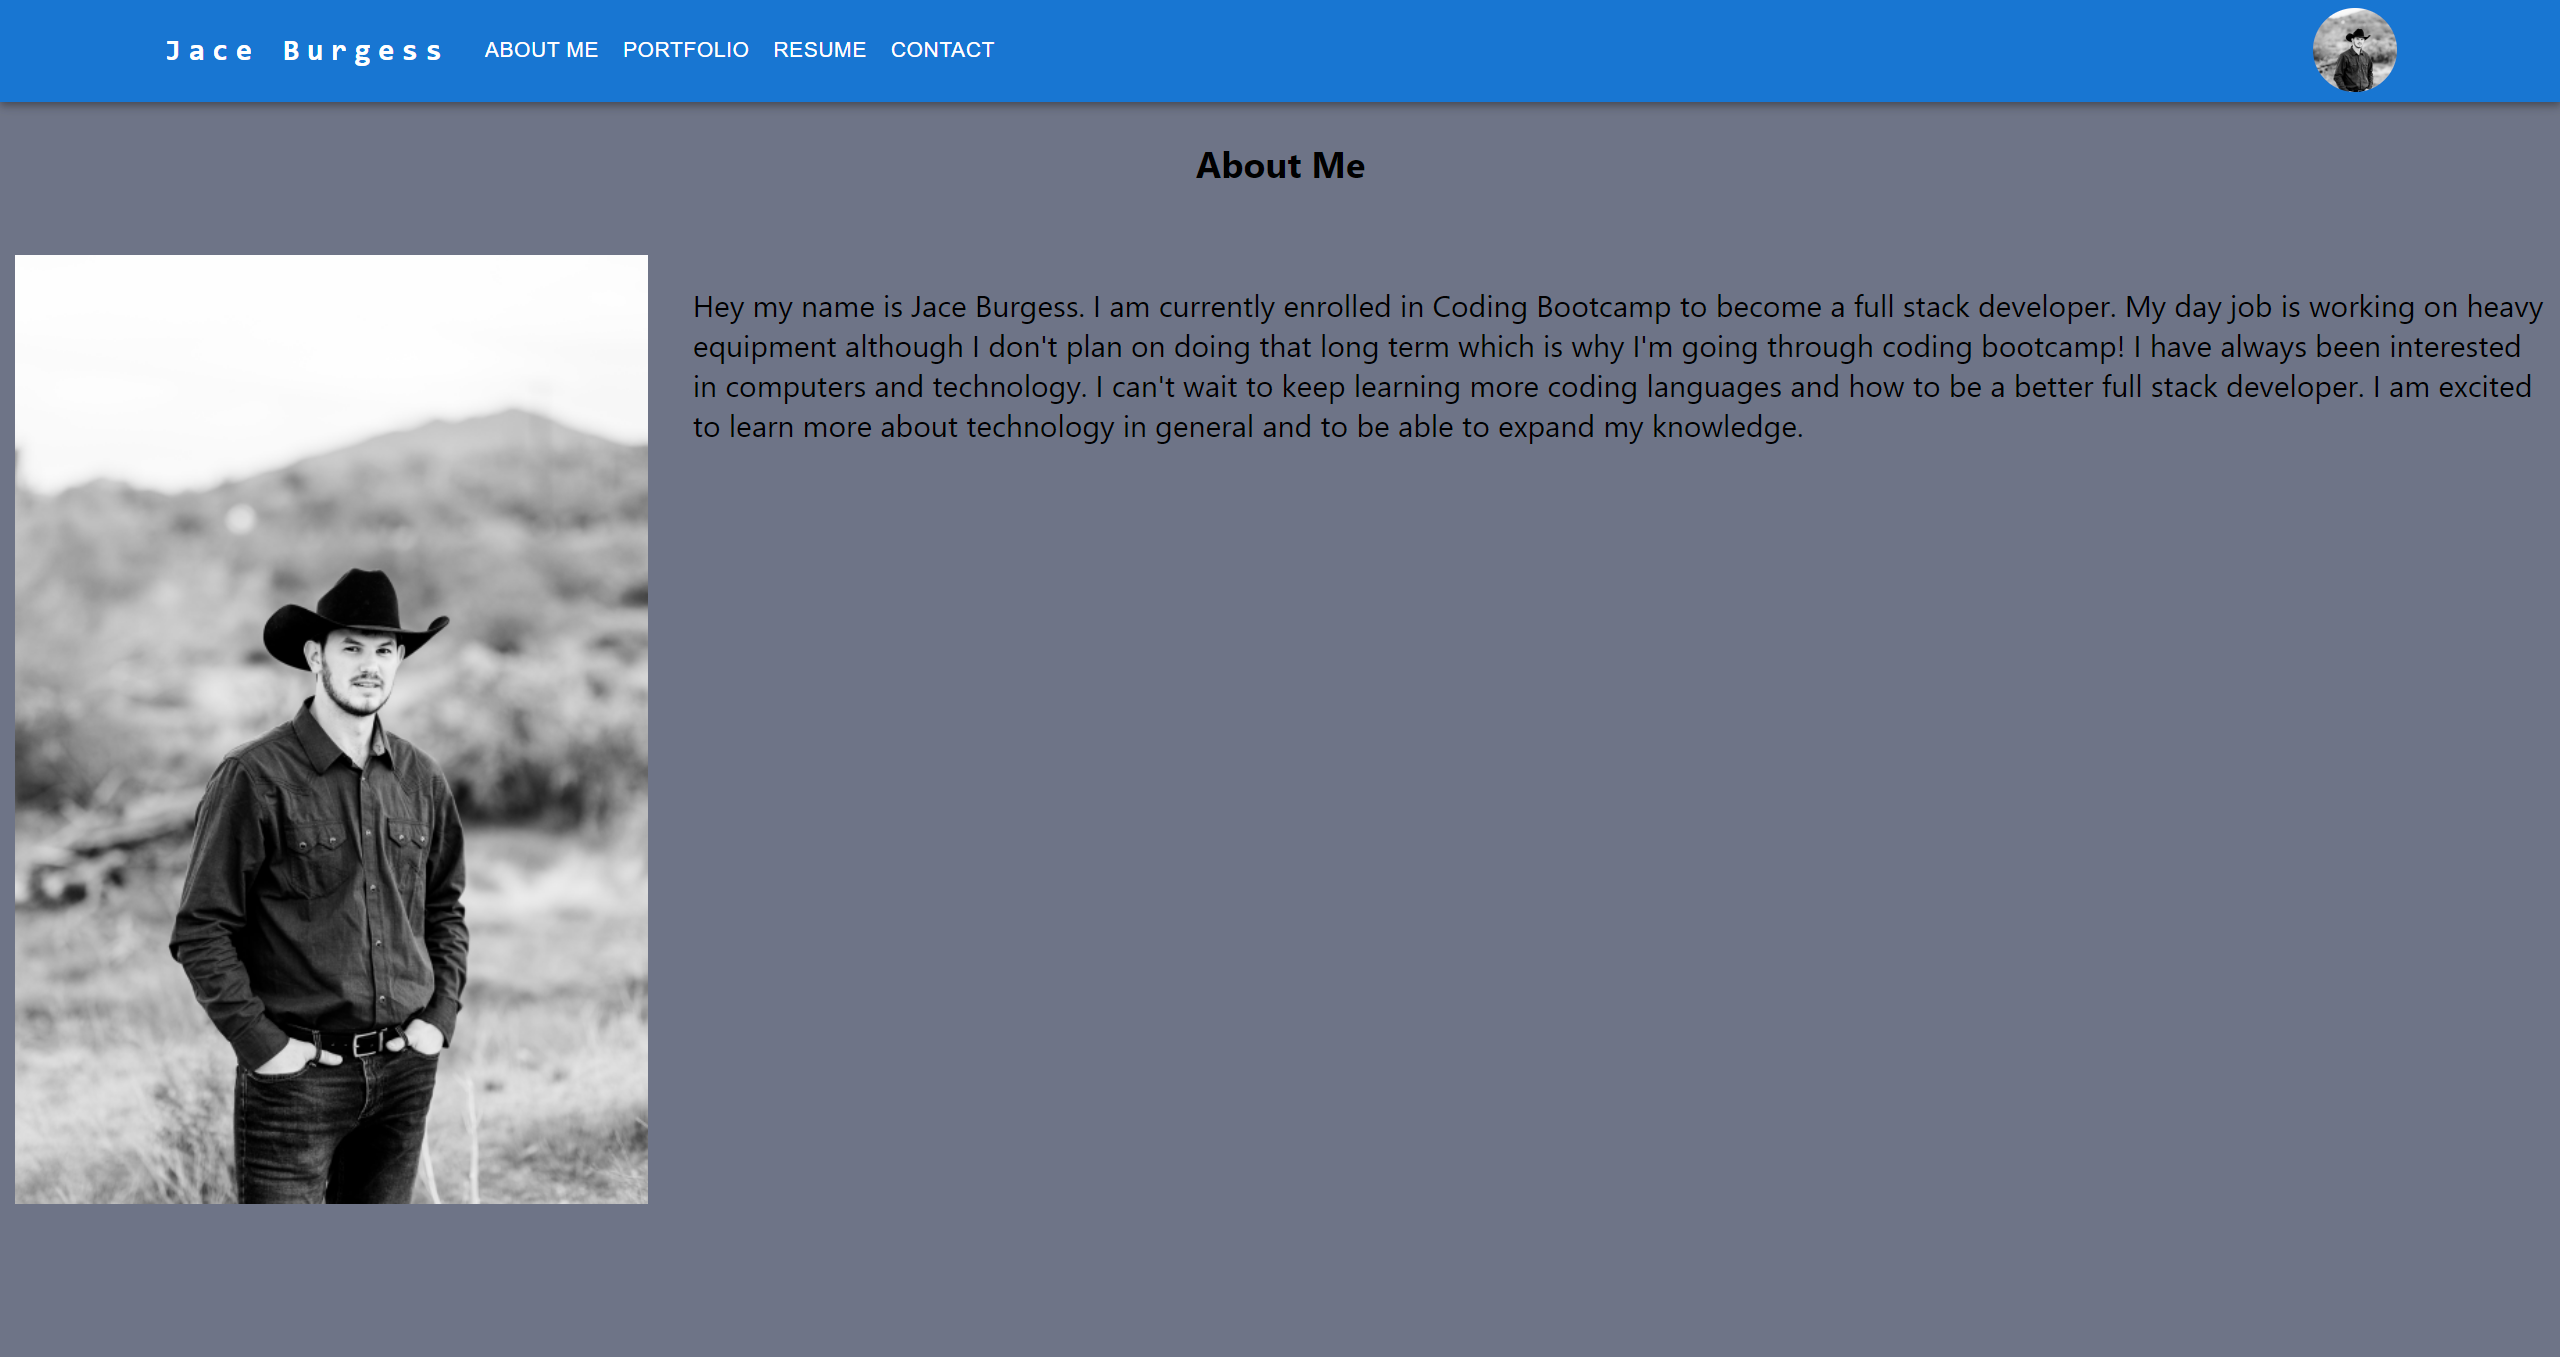 Jace Burgess ABOUT ME PORTFOLIO RESUME CONTACT
About Me
Hey my name is Jace Burgess. I am currently enrolled in Coding Bootcamp to become a full stack developer. My day job is working on heavy
equipment although I don't plan on doing that long term which is why I'm going through coding bootcamp! I have always been interested
in computers and technology. I can't wait to keep learning more coding languages and how to be a better full stack developer. I am excited
to learn more about technology in general and to be able to expand my knowledge.